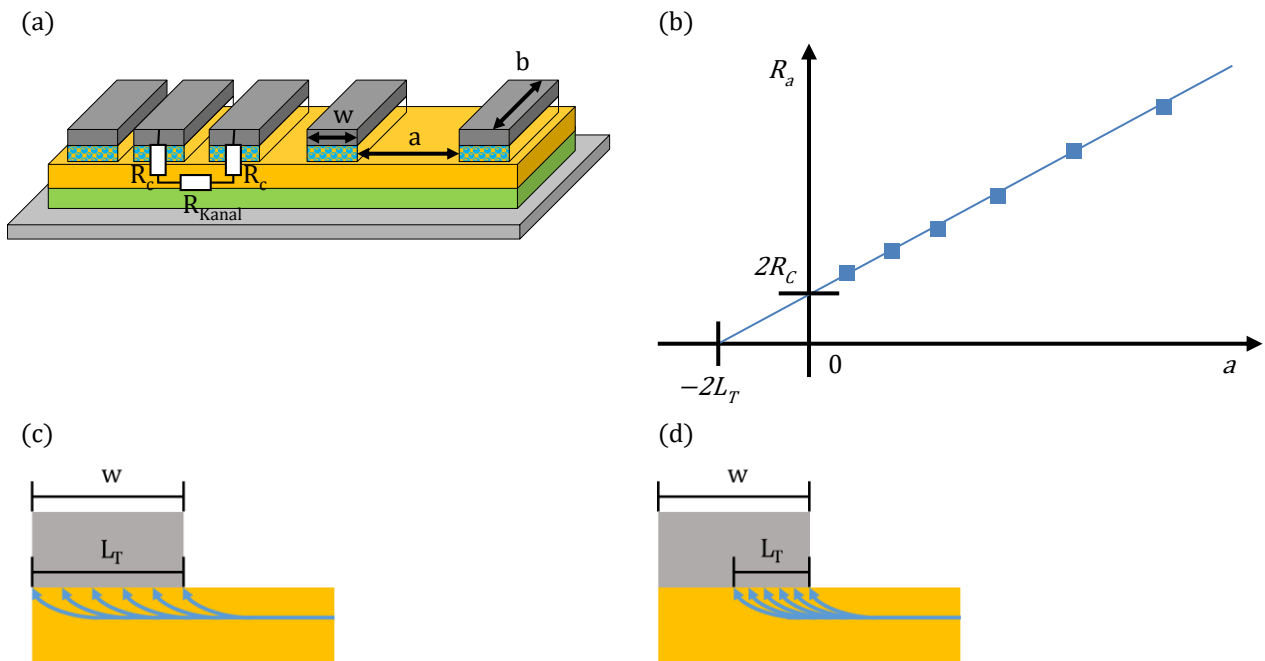 (a)
b
w
a
R_c
R_c
R_Kanal
(b)
R_a
2R_C
0
a
−2L_T
(c)
w
L_T
(d)
w
L_T